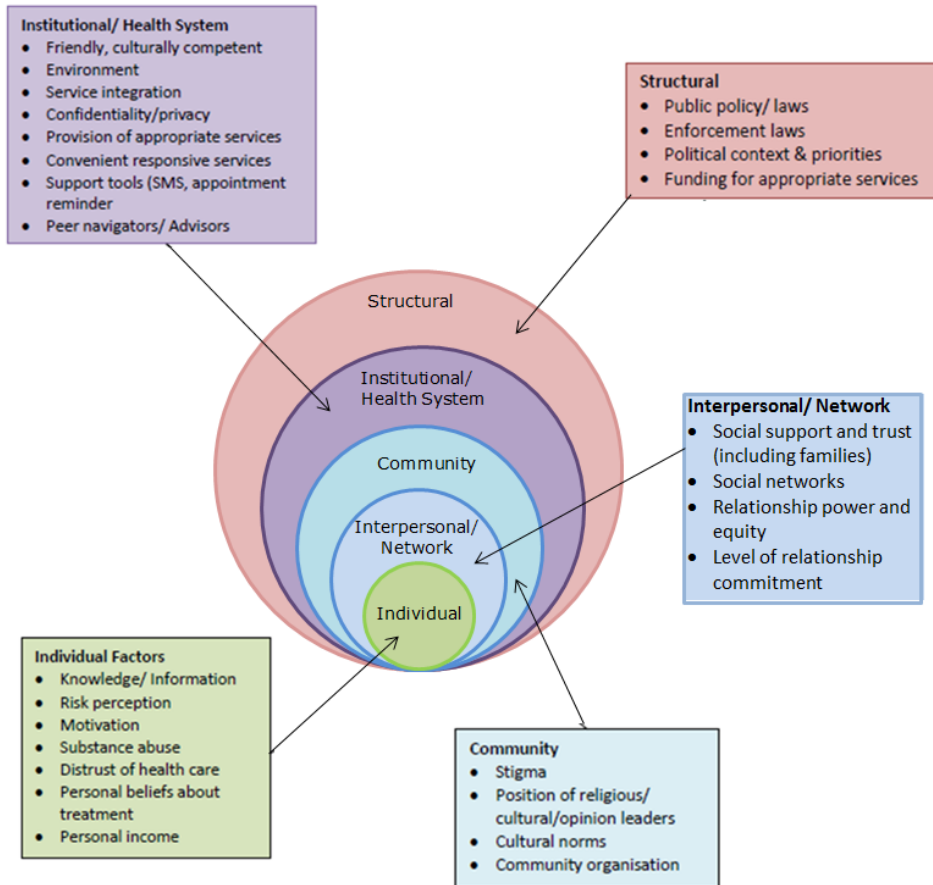 Institutional/ Health System
• Friendly, culturally competent
• Environment
• Service integration
• Confidentiality/privacy
• Provision of appropriate services
• Convenient responsive services
• Support tools (SMS, appointment
reminder
• Peer navigators/ Advisors
Structural
• Public policy/ laws
• Enforcement laws
• Political context & priorities
• Funding for appropriate services
Structural
Institutional/
Health System
Community
Interpersonal/
Network
Individual
Interpersonal/ Network
• Social support and trust
(including families)
• Social networks
• Relationship power and
equity
• Level of relationship
commitment
Individual Factors
• Knowledge/ Information
• Risk perception
• Motivation
• Substance abuse
• Distrust of health care
• Personal beliefs about
treatment
• Personal income
Community
• Stigma
• Position of religious/
cultural/opinion leaders
• Cultural norms
• Community organisation